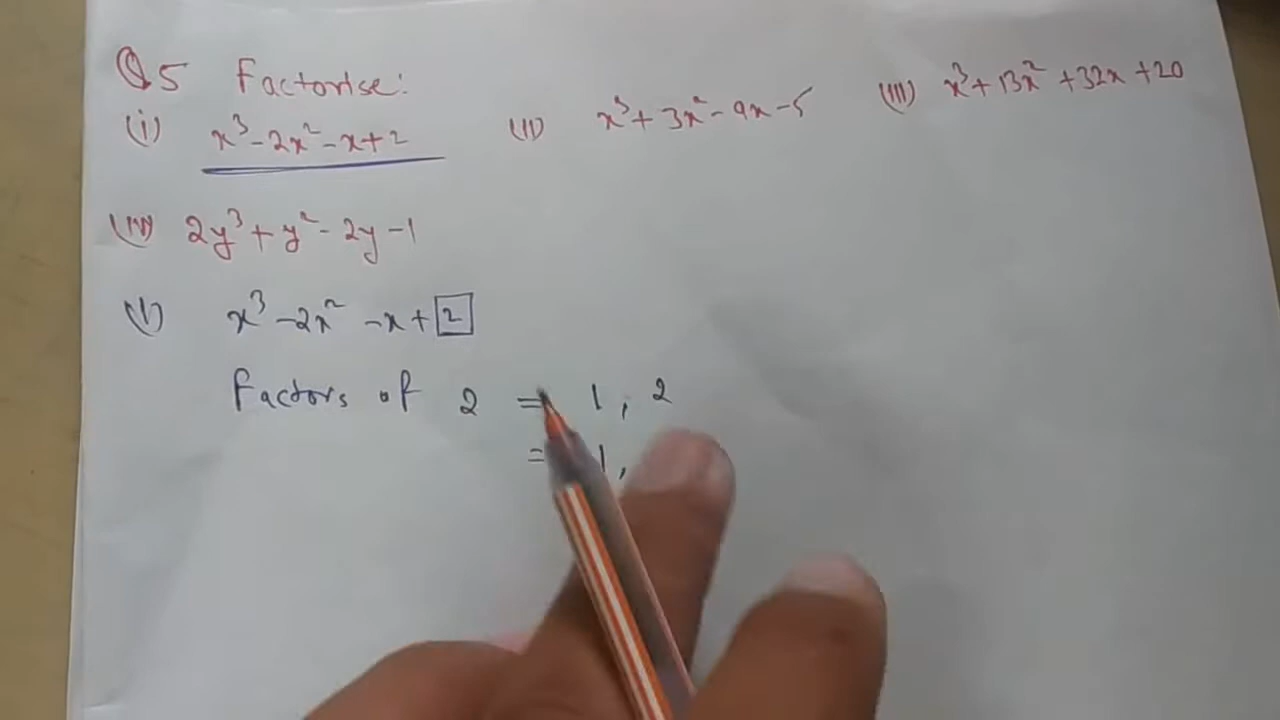 Q5 Factorise:
(i) x³-2x²-x+2 (II) x³+3x²-9x-5 (III) x³+13x²+32x+20
(IV) 2y³+y²-2y-1
(I) x³-2x²-x+2
Factors of 2 = 1, 2
= 1,